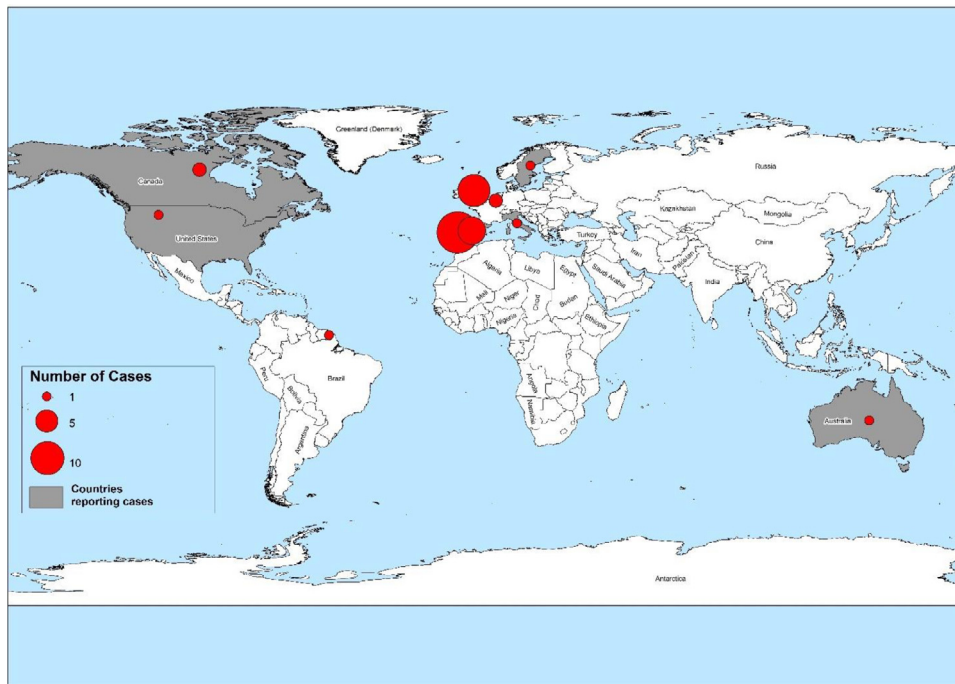 Greenland (Denmark)
Russia
Canada
Kazakhstan
Mongolia
United States
Turkey
China
Iran
Pakistan
Mexico
Algeria
Libya
Egypt
Saudi Arabia
India
Mali
Niger
Chad
Sudan
Nigeria
Ethiopia
Brazil
Peru
Bolivia
Angola
Namibia
Australia
Argentina
Number of Cases
1
5
10
Countries
reporting cases
Antarctica